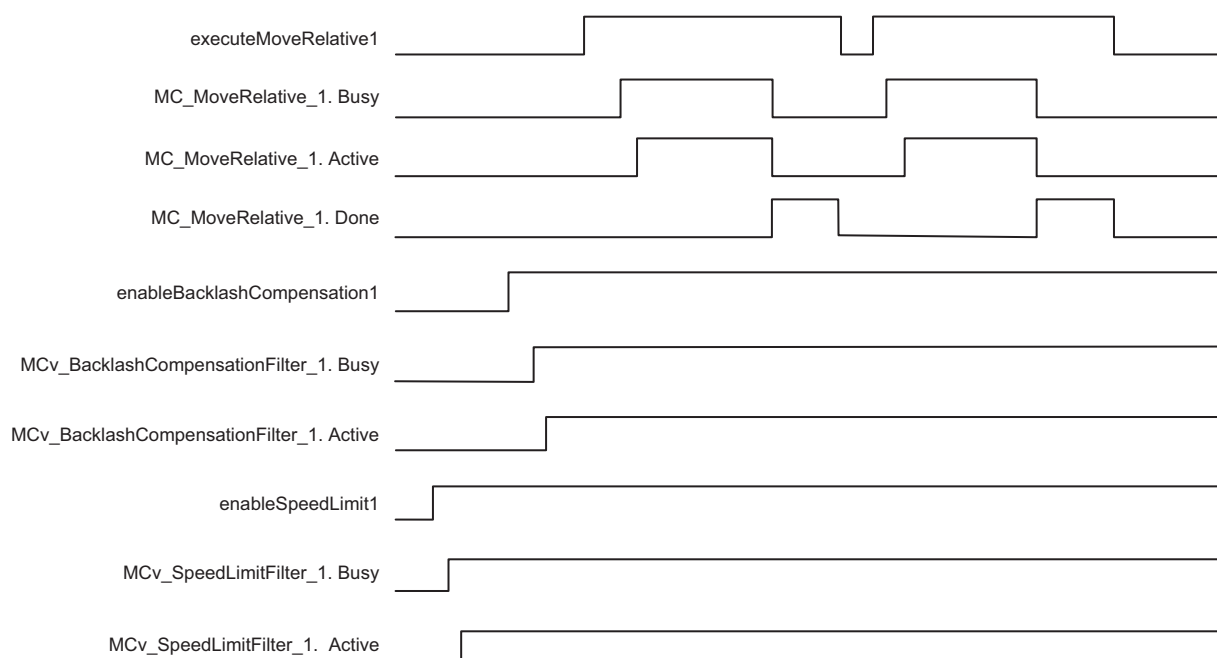 executeMoveRelative1
MC_MoveRelative_1. Busy
MC_MoveRelative_1. Active
MC_MoveRelative_1. Done
enableBacklashCompensation1
MCv_BacklashCompensationFilter_1. Busy
MCv_BacklashCompensationFilter_1. Active
enableSpeedLimit1
MCv_SpeedLimitFilter_1. Busy
MCv_SpeedLimitFilter_1.  Active